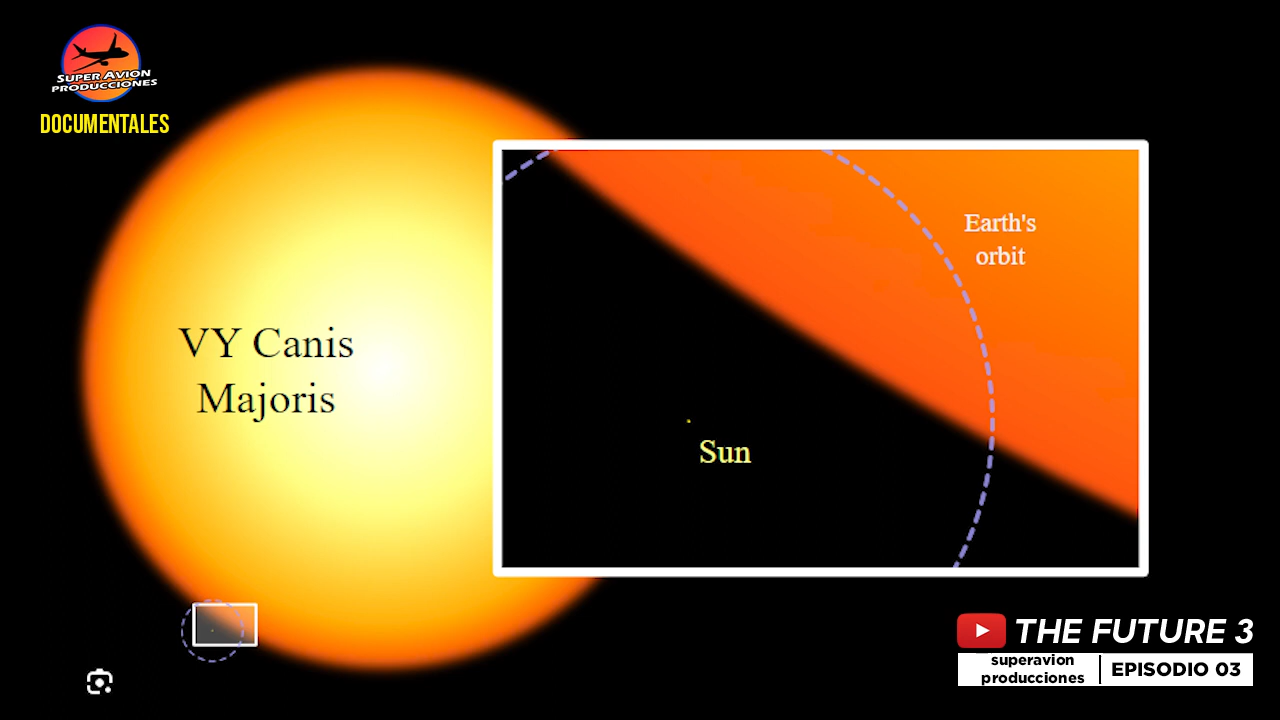 SUPER AVION
PRODUCCIONES
DOCUMENTALES
VY Canis
Majoris
Earth's
orbit
Sun
THE FUTURE 3
superavion
producciones
EPISODIO 03